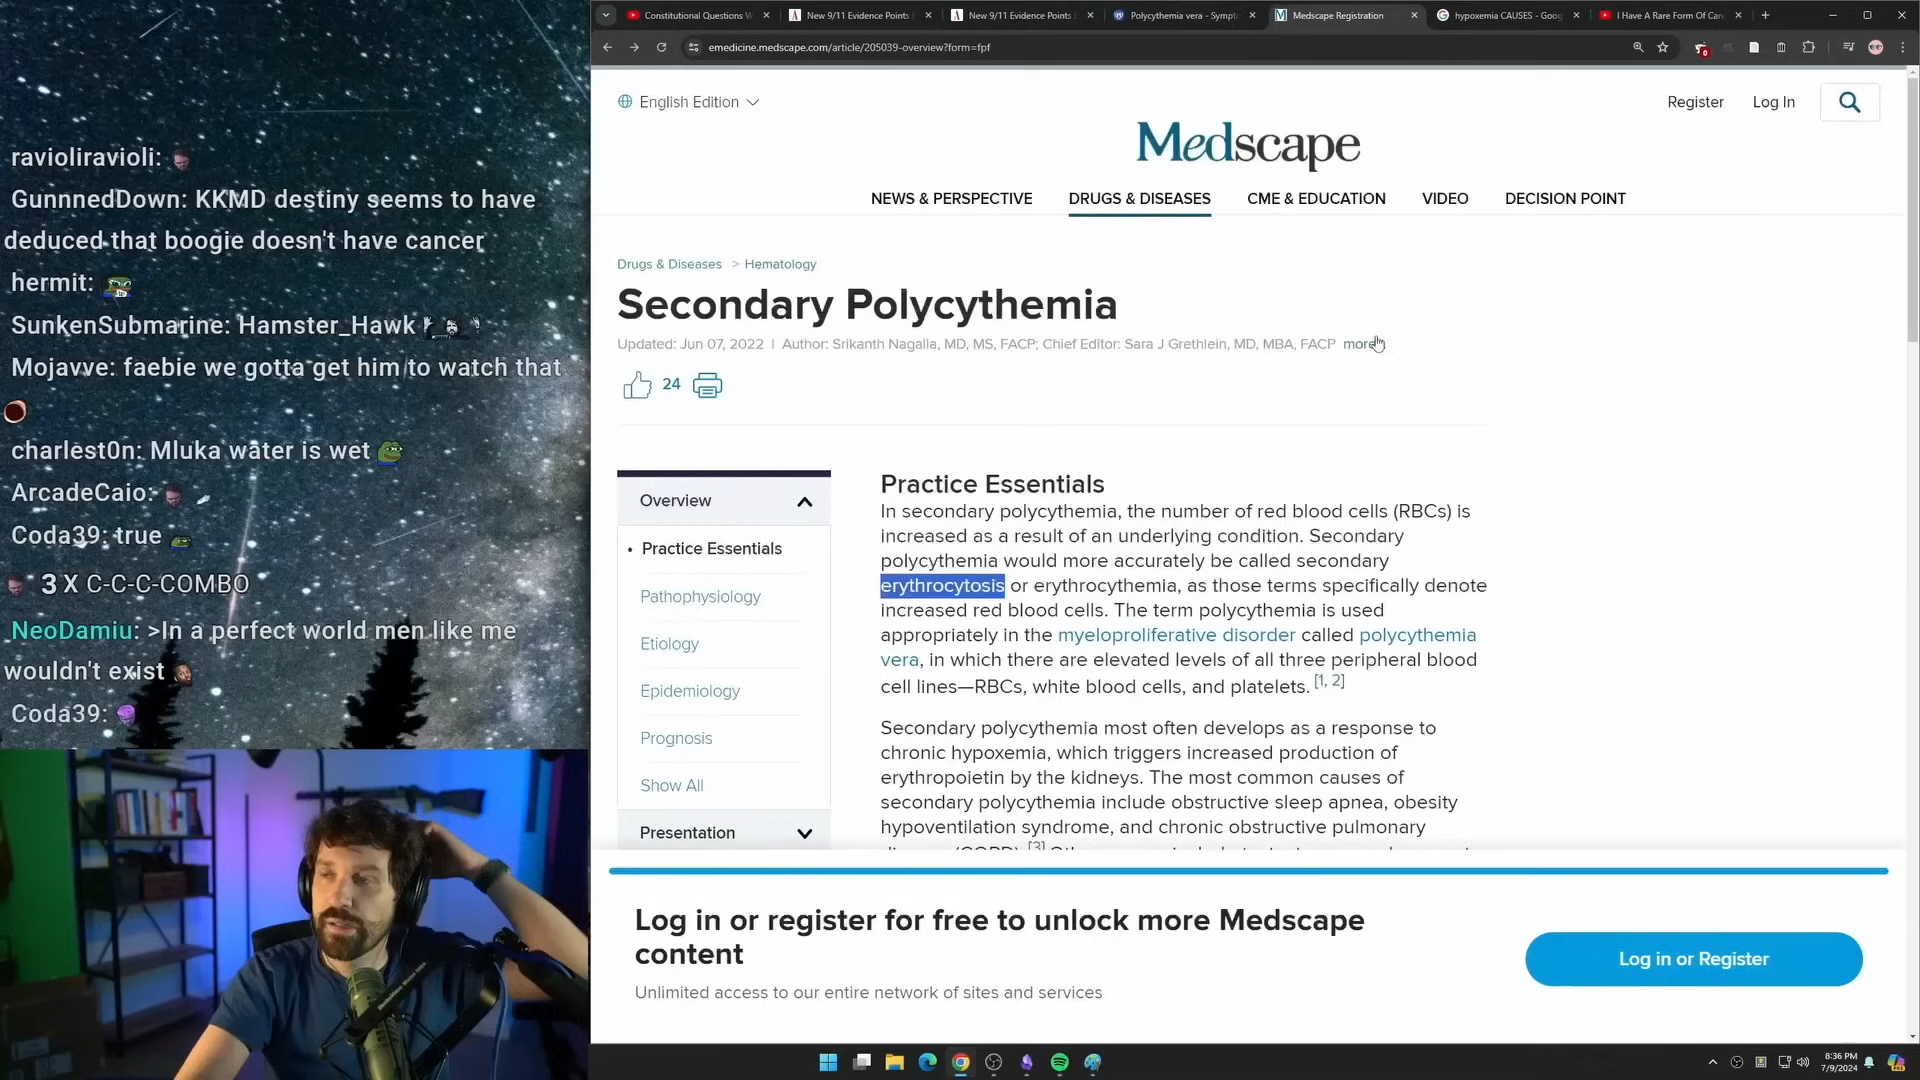 Constitutional Questions W
New 9/11 Evidence Points
New 9/11 Evidence Points
Polycythemia vera - Sympt
Medscape Registration
hypoxemia CAUSES - Goog
I Have A Rare Form Of Can
emedicine.medscape.com/article/205039-overview?form=fpf
English Edition
Register
Log In
Medscape
NEWS & PERSPECTIVE
DRUGS & DISEASES
CME & EDUCATION
VIDEO
DECISION POINT
Drugs & Diseases > Hematology
Secondary Polycythemia
Updated: Jun 07, 2022 | Author: Srikanth Nagalla, MD, MS, FACP; Chief Editor: Sara J Grethlein, MD, MBA, FACP more
24
Overview
• Practice Essentials
Pathophysiology
Etiology
Epidemiology
Prognosis
Show All
Presentation
Practice Essentials
In secondary polycythemia, the number of red blood cells (RBCs) is
increased as a result of an underlying condition. Secondary
polycythemia would more accurately be called secondary
erythrocytosis or erythrocythemia, as those terms specifically denote
increased red blood cells. The term polycythemia is used
appropriately in the myeloproliferative disorder called polycythemia
vera, in which there are elevated levels of all three peripheral blood
cell lines—RBCs, white blood cells, and platelets. [1, 2]
Secondary polycythemia most often develops as a response to
chronic hypoxemia, which triggers increased production of
erythropoietin by the kidneys. The most common causes of
secondary polycythemia include obstructive sleep apnea, obesity
hypoventilation syndrome, and chronic obstructive pulmonary
Log in or register for free to unlock more Medscape
content
Unlimited access to our entire network of sites and services
Log in or Register
ravioliravioli:
GunnnedDown: KKMD destiny seems to have
deduced that boogie doesn't have cancer
hermit:
SunkenSubmarine: Hamster_Hawk
Mojavve: faebie we gotta get him to watch that
charlest0n: Mluka water is wet
ArcadeCaio:
Coda39: true
3 X C-C-C-COMBO
NeoDamiu: >In a perfect world men like me
wouldn't exist
Coda39:
8:36 PM
7/9/2024